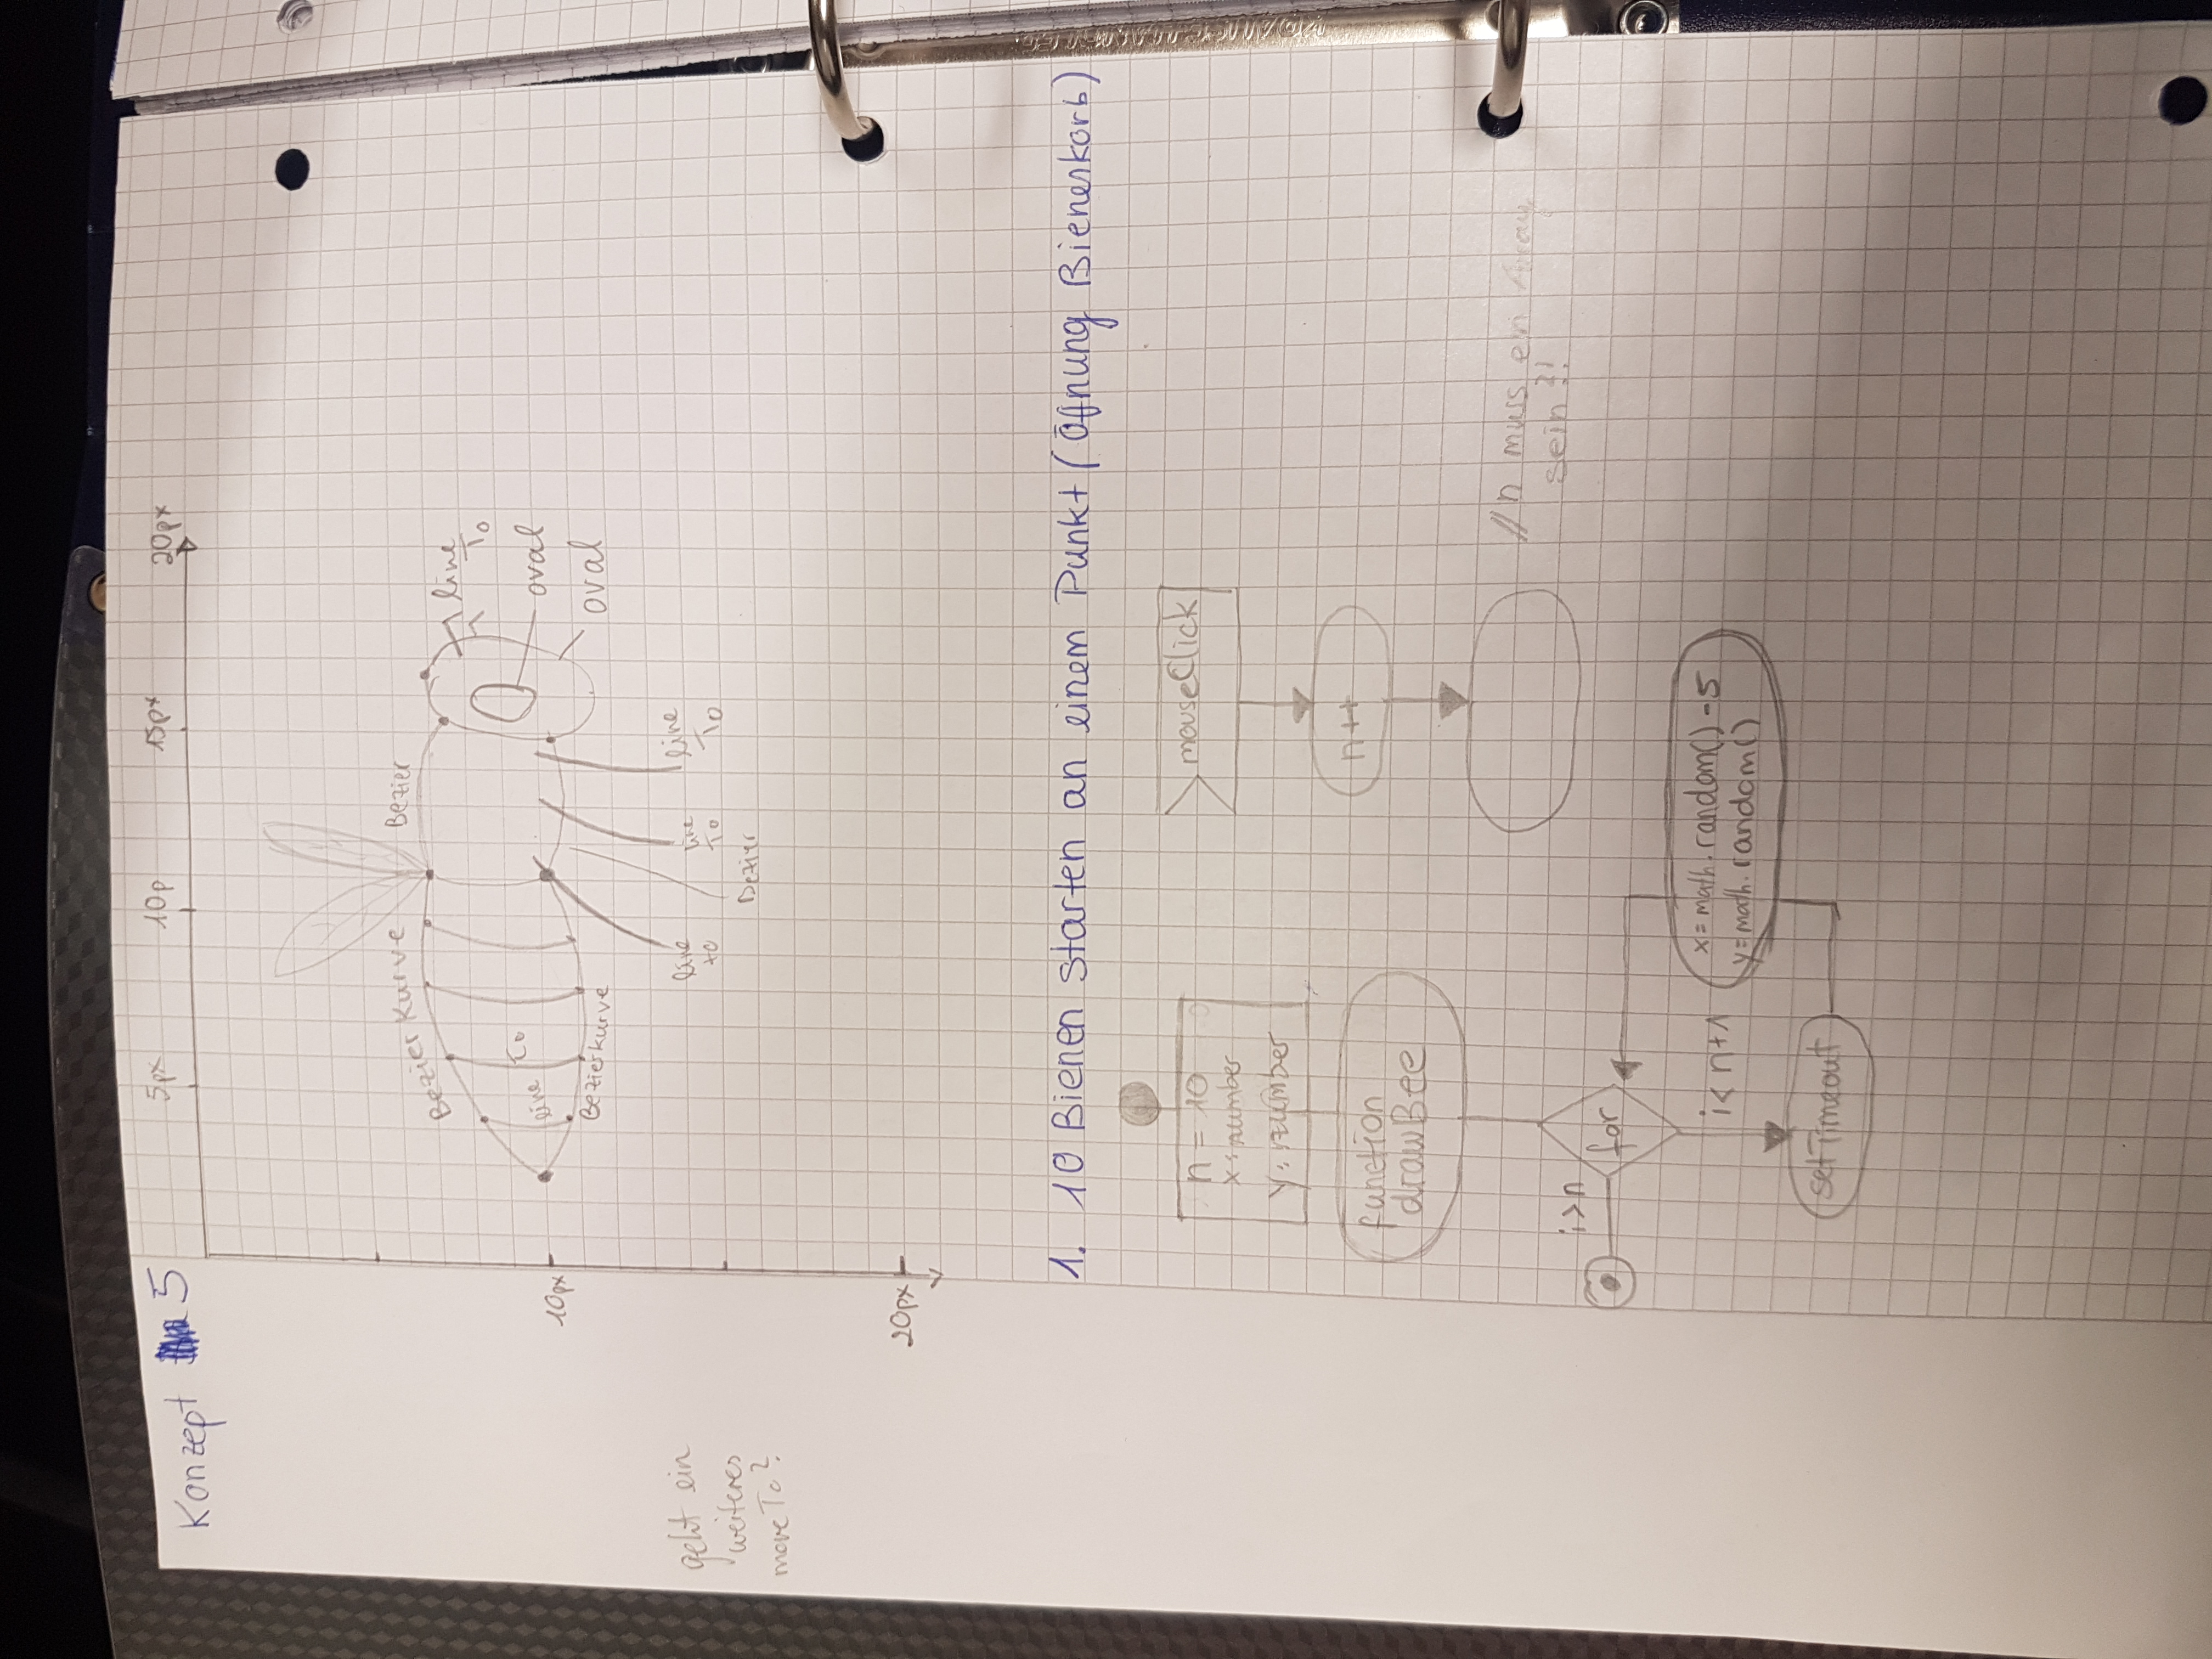 Konzept 5
5px 10p 15px 20px
Bezier Kurve
Bezier
line
To
line To
oval
10px
oval
Bezierkurve
geht ein
weiteres
moveTo?
line
to
line
To
line
To
Bezier
20px
1. 10 Bienen starten an einem Punkt (Öfnung Bienenkorb)
n = 10
x: number
y: number
mouseClick
n++
function
drawBee
//n muss ein Array
sein?!
i>n
for
i< n+1
x= math.random() -5
y=math.random()
setTimeout